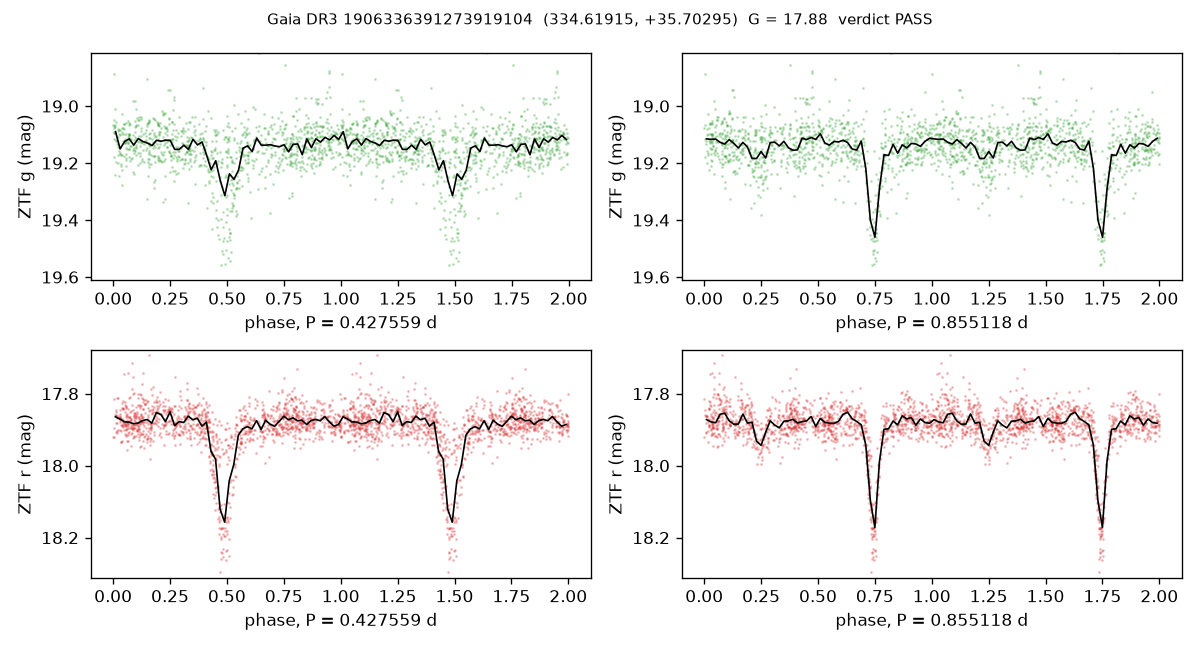 Gaia DR3 1906336391273919104 (334.61915, +35.70295) G = 17.88 verdict PASS
ZTF g (mag)
19.0
19.2
19.4
19.6
0.00 0.25 0.50 0.75 1.00 1.25 1.50 1.75 2.00
phase, P = 0.427559 d
ZTF g (mag)
19.0
19.2
19.4
19.6
0.00 0.25 0.50 0.75 1.00 1.25 1.50 1.75 2.00
phase, P = 0.855118 d
ZTF r (mag)
17.8
18.0
18.2
0.00 0.25 0.50 0.75 1.00 1.25 1.50 1.75 2.00
phase, P = 0.427559 d
ZTF r (mag)
17.8
18.0
18.2
0.00 0.25 0.50 0.75 1.00 1.25 1.50 1.75 2.00
phase, P = 0.855118 d